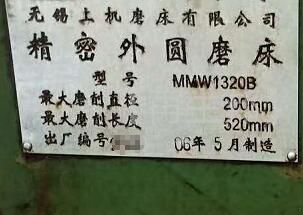 无锡上机磨床有限公司
精密外圆磨床
型号 MMW1320B
最大磨削直径 200mm
最大磨削长度 520mm
出厂编号 06年5月制造